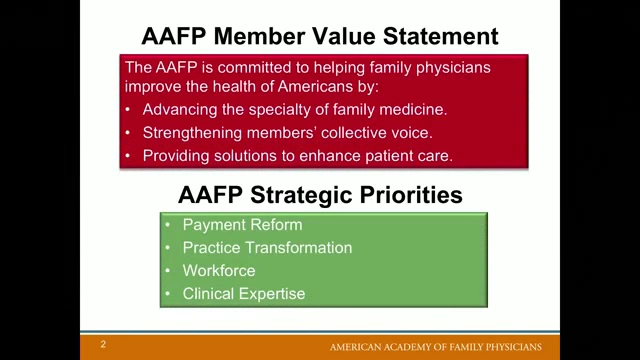 AAFP Member Value Statement
The AAFP is committed to helping family physicians
improve the health of Americans by:
• Advancing the specialty of family medicine.
• Strengthening members' collective voice.
• Providing solutions to enhance patient care.
AAFP Strategic Priorities
• Payment Reform
• Practice Transformation
• Workforce
• Clinical Expertise
2
AMERICAN ACADEMY OF FAMILY PHYSICIANS